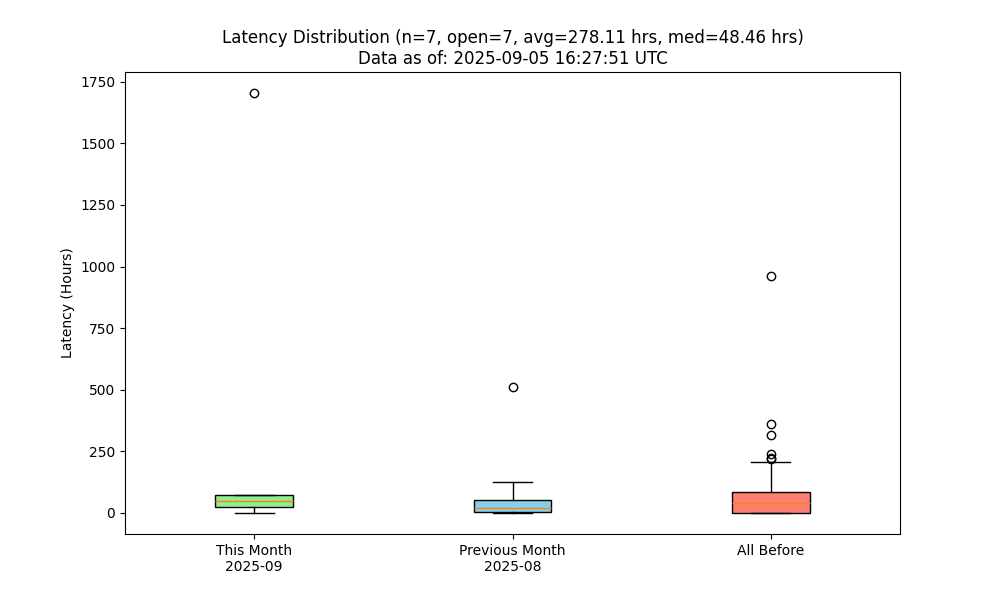 Latency Distribution (n=7, open=7, avg=278.11 hrs, med=48.46 hrs)
Data as of: 2025-09-05 16:27:51 UTC
Latency (Hours)
1750
1500
1250
1000
750
500
250
0
This Month
2025-09
Previous Month
2025-08
All Before